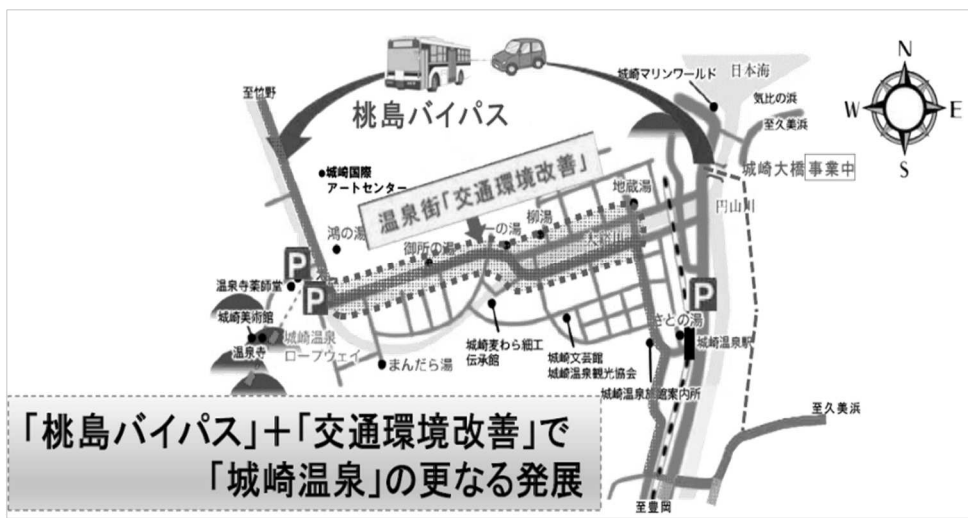 至竹野
桃島バイパス
城崎マリンワールド
日本海
気比の浜
至久美浜
N
W
E
S
城崎大橋 事業中
円山川
城崎国際
アートセンター
温泉街「交通環境改善」
地蔵湯
柳湯
一の湯
御所の湯
鴻の湯
P
P
P
温泉寺薬師堂
城崎美術館
温泉寺
城崎温泉
ロープウェイ
まんだら湯
城崎麦わら細工
伝承館
城崎文芸館
城崎温泉観光協会
さとの湯
城崎温泉駅
城崎温泉旅館案内所
至久美浜
至豊岡
「桃島バイパス」＋「交通環境改善」で
「城崎温泉」の更なる発展